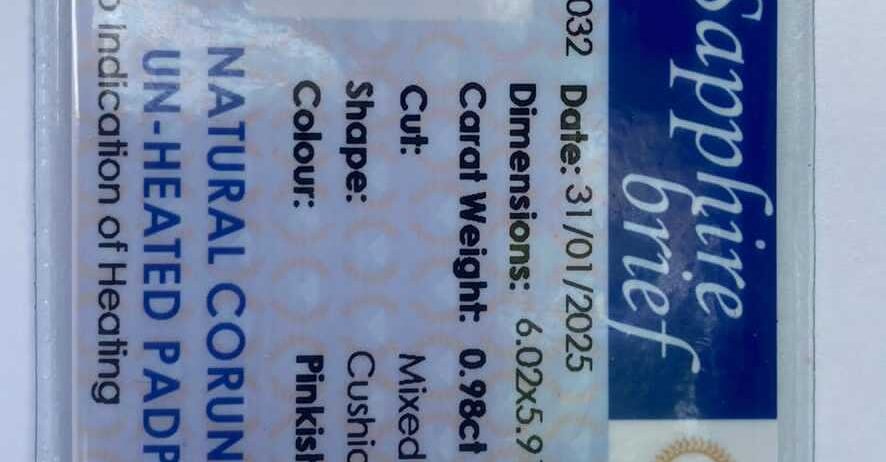 Sapphire
brief
032 Date: 31/01/2025
Dimensions: 6.02x5.9
Carat Weight: 0.98ct
Cut: Mixed
Shape: Cushio
Colour: Pinkish
NATURAL CORUN
UN-HEATED PADP
o Indication of Heating